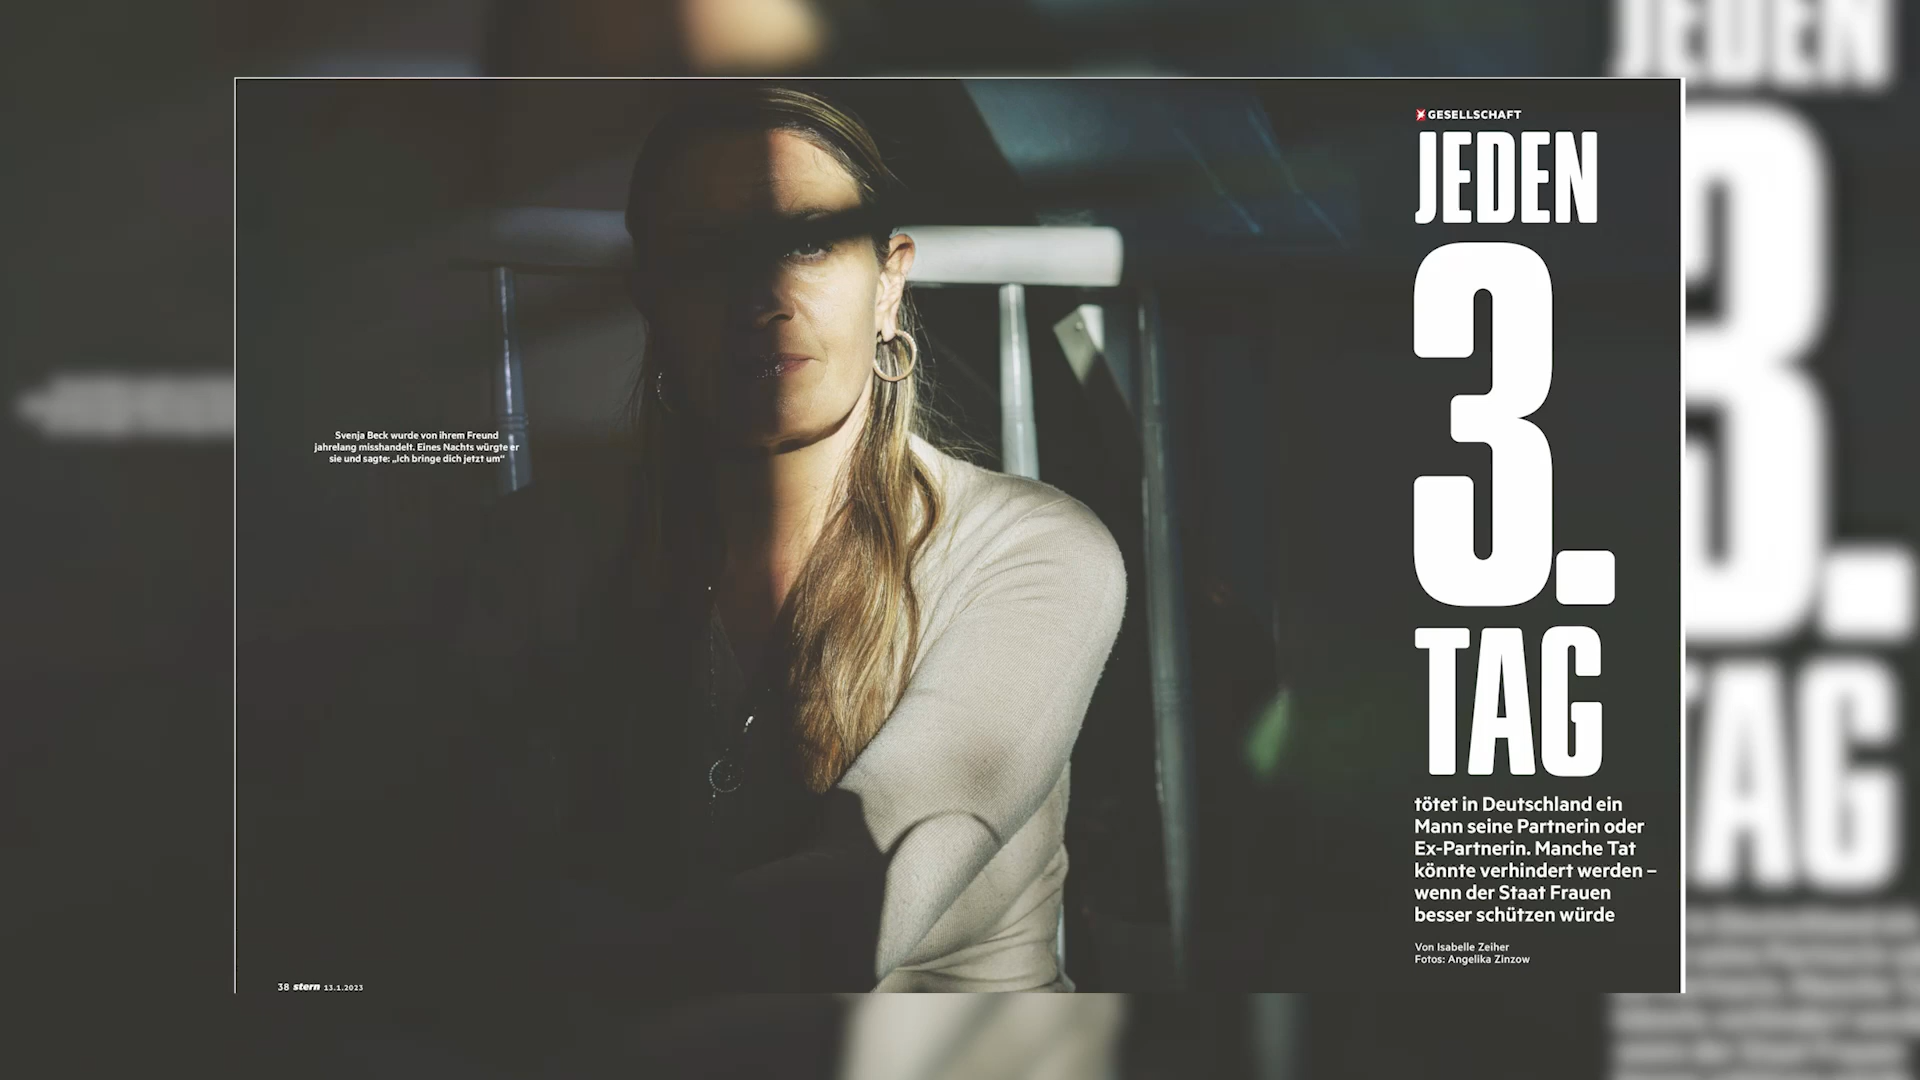 GESELLSCHAFT
JEDEN
3.
TAG
tötet in Deutschland ein
Mann seine Partnerin oder
Ex-Partnerin. Manche Tat
könnte verhindert werden –
wenn der Staat Frauen
besser schützen würde
Von Isabelle Zeiher
Fotos: Angelika Zinzow
Svenja Beck wurde von ihrem Freund
jahrelang misshandelt. Eines Nachts würgte er
sie und sagte: „Ich bringe dich jetzt um“
38 stern 13.1.2023